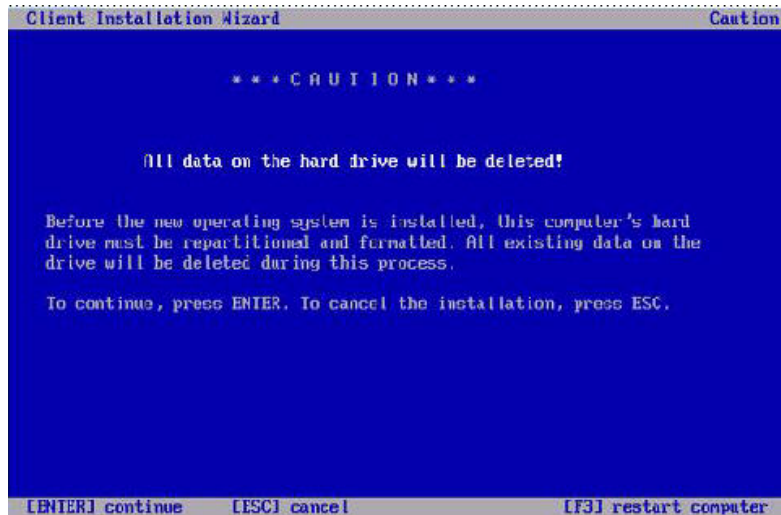 Client Installation Wizard Caution
* * * C A U T I O N * * *
All data on the hard drive will be deleted!
Before the new operating system is installed, this computer's hard
drive must be repartitioned and formatted. All existing data on the
drive will be deleted during this process.
To continue, press ENTER. To cancel the installation, press ESC.
[ENTER] continue [ESC] cancel [F3] restart computer